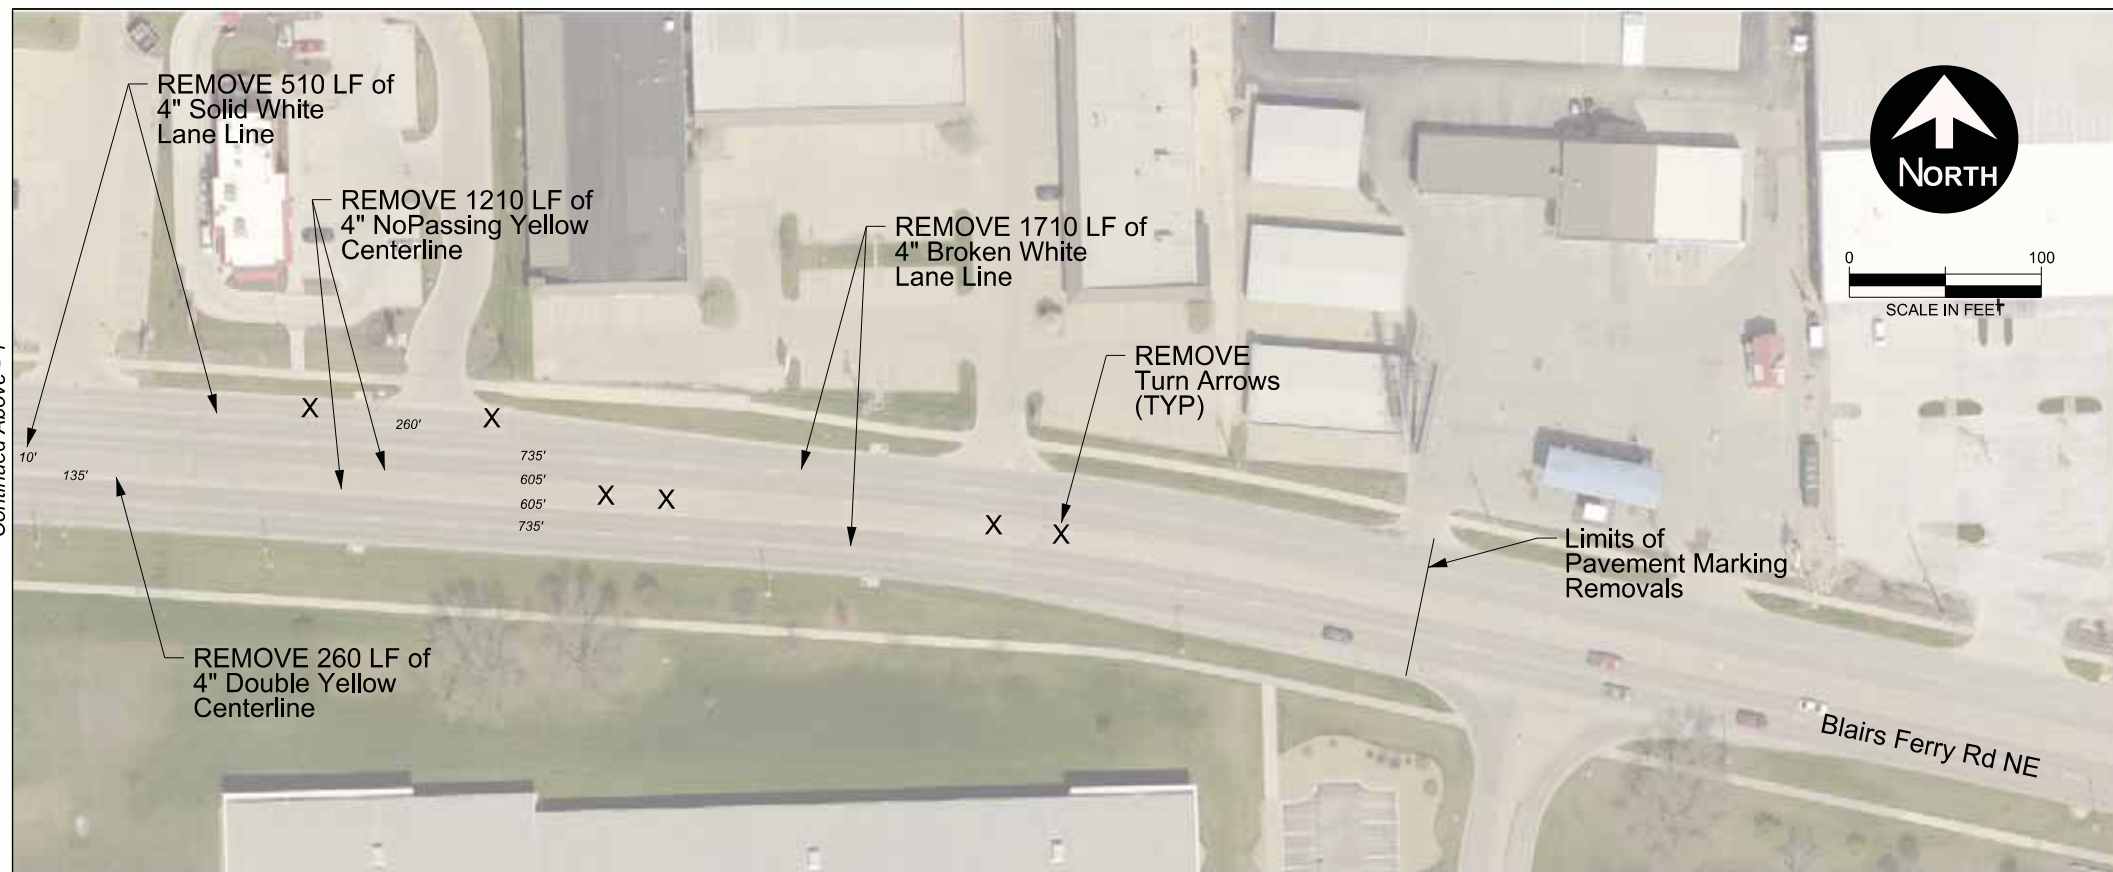 REMOVE 510 LF of
4" Solid White
Lane Line
REMOVE 1210 LF of
4" NoPassing Yellow
Centerline
REMOVE 1710 LF of
4" Broken White
Lane Line
NORTH
0 100
SCALE IN FEET
REMOVE
Turn Arrows
(TYP)
X
X
260'
10'
135'
735'
605'
605'
735'
X
X
X
X
Limits of
Pavement Marking
Removals
REMOVE 260 LF of
4" Double Yellow
Centerline
Blairs Ferry Rd NE